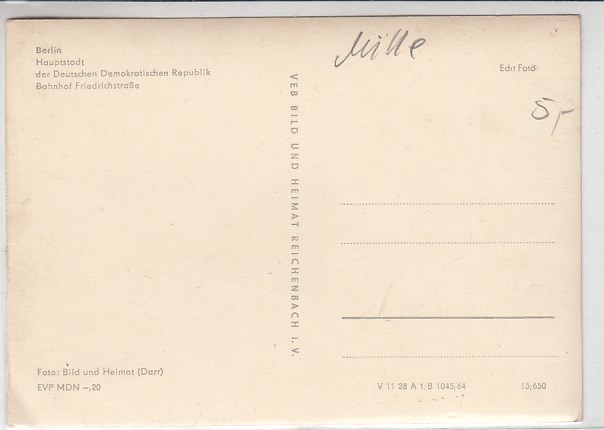 Berlin
Hauptstadt
der Deutschen Demokratischen Republik
Bahnhof Friedrichstraße
Foto: Bild und Heimat (Darr)
EVP MDN –,20
VEB BILD UND HEIMAT REICHENBACH I. V.
Mitte
Echt Foto
5,-
V 11 28 A 1/B 1045/64
15/650